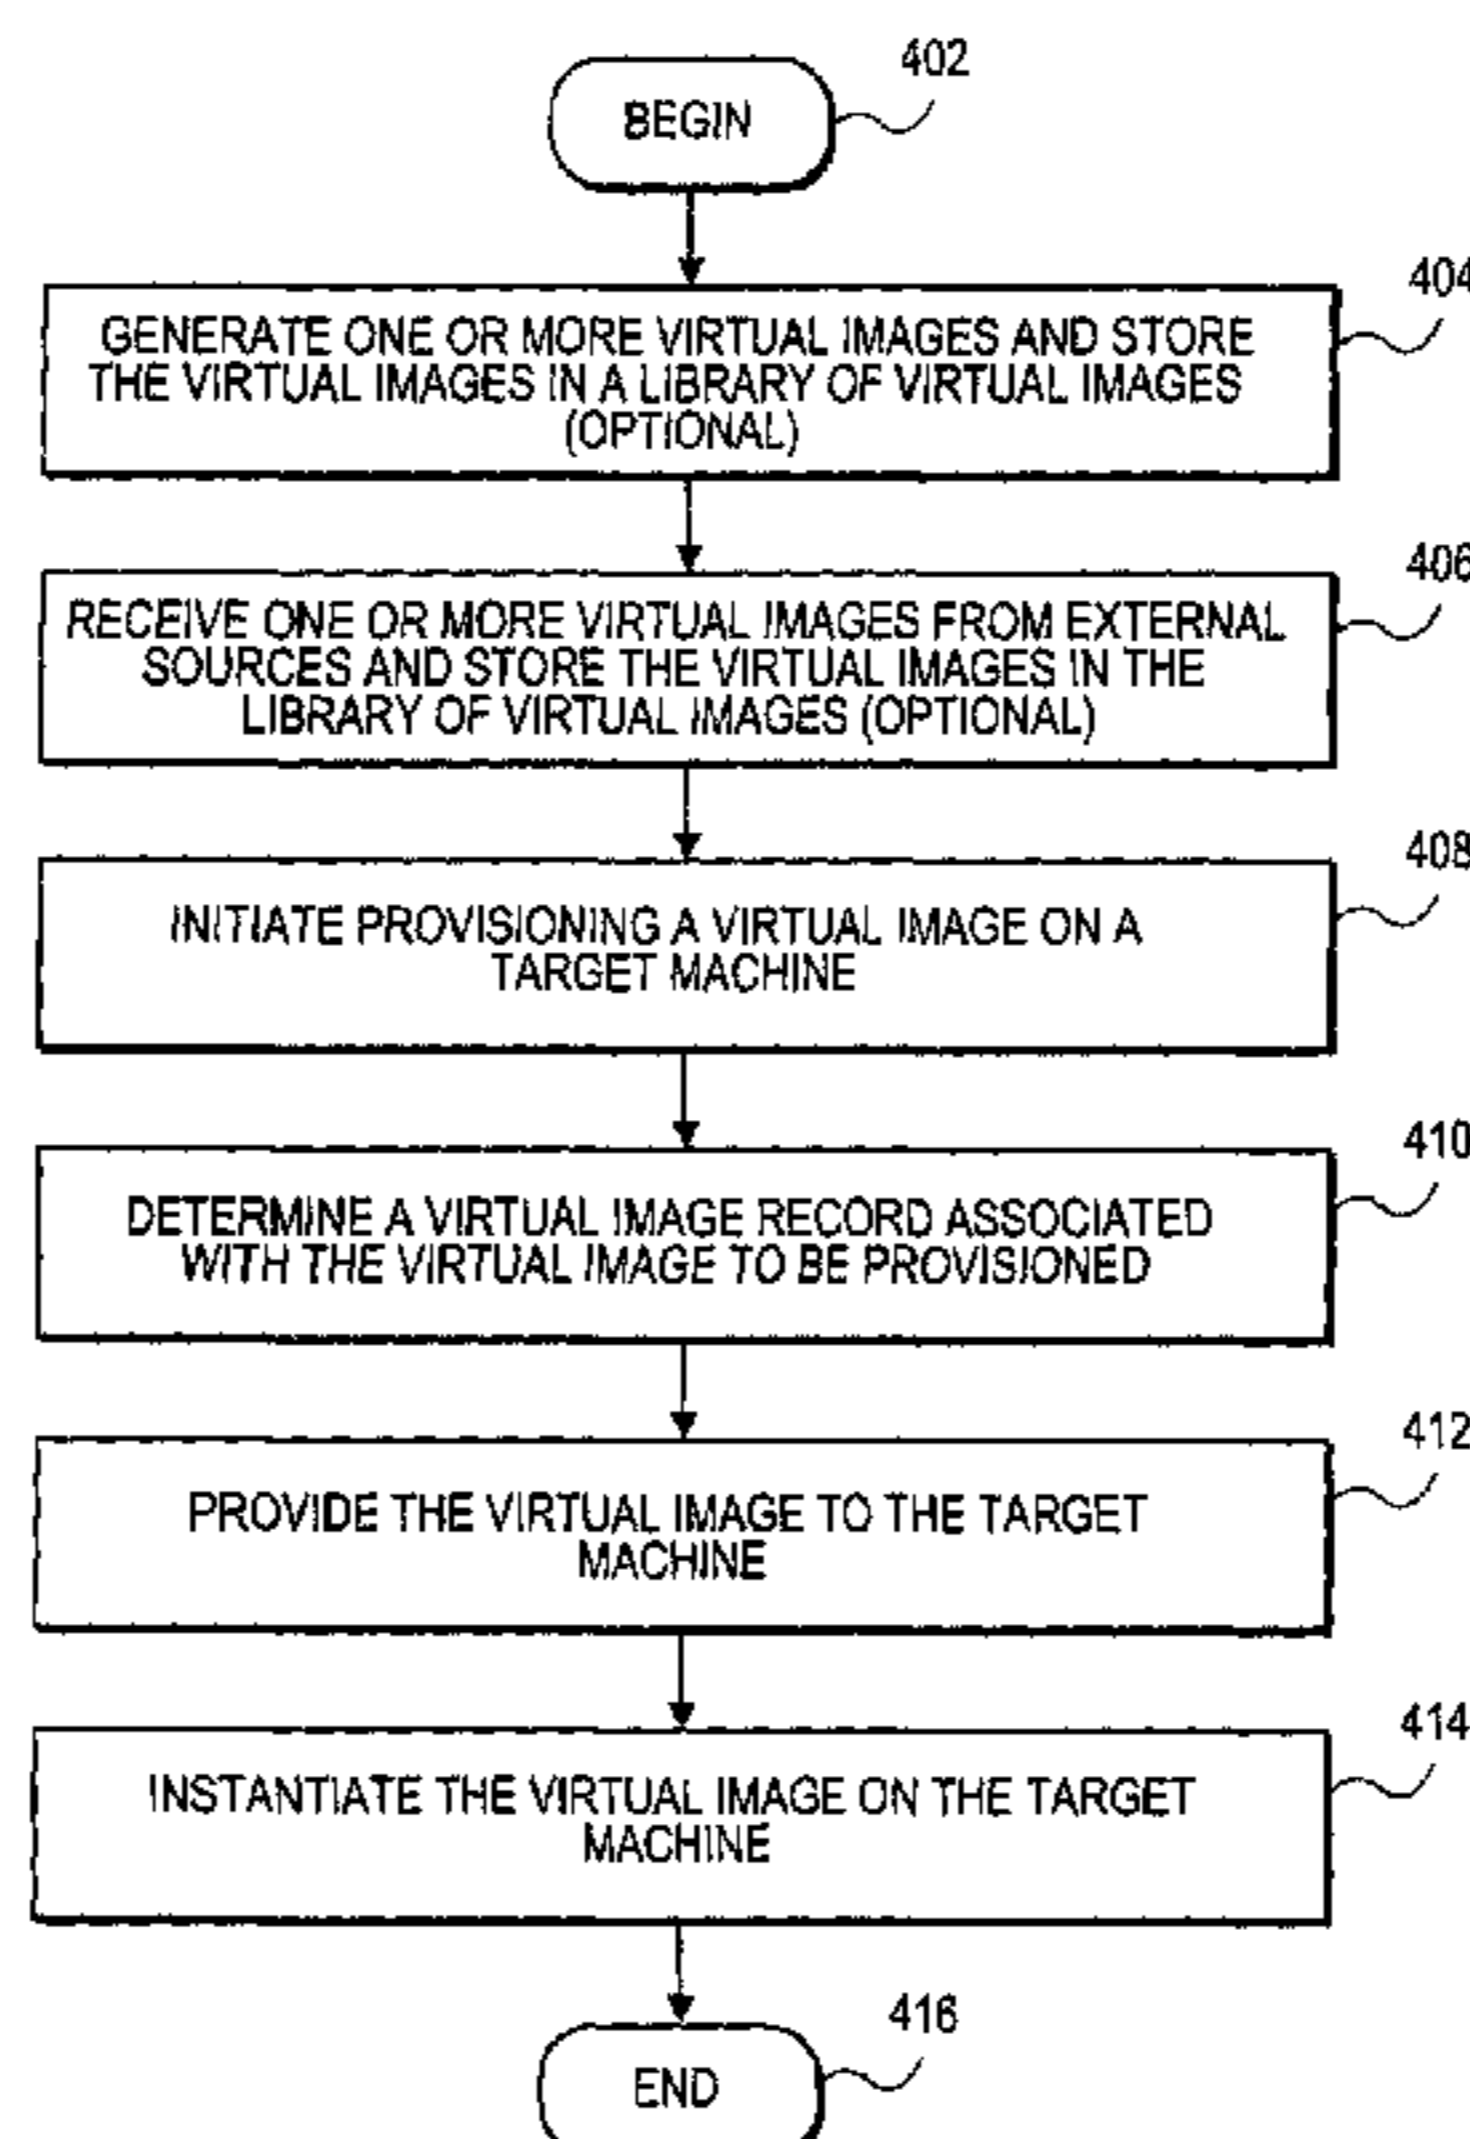 402
BEGIN
404
GENERATE ONE OR MORE VIRTUAL IMAGES AND STORE
THE VIRTUAL IMAGES IN A LIBRARY OF VIRTUAL IMAGES
(OPTIONAL)
406
RECEIVE ONE OR MORE VIRTUAL IMAGES FROM EXTERNAL
SOURCES AND STORE THE VIRTUAL IMAGES IN THE
LIBRARY OF VIRTUAL IMAGES (OPTIONAL)
408
INITIATE PROVISIONING A VIRTUAL IMAGE ON A
TARGET MACHINE
410
DETERMINE A VIRTUAL IMAGE RECORD ASSOCIATED
WITH THE VIRTUAL IMAGE TO BE PROVISIONED
412
PROVIDE THE VIRTUAL IMAGE TO THE TARGET
MACHINE
414
INSTANTIATE THE VIRTUAL IMAGE ON THE TARGET
MACHINE
416
END